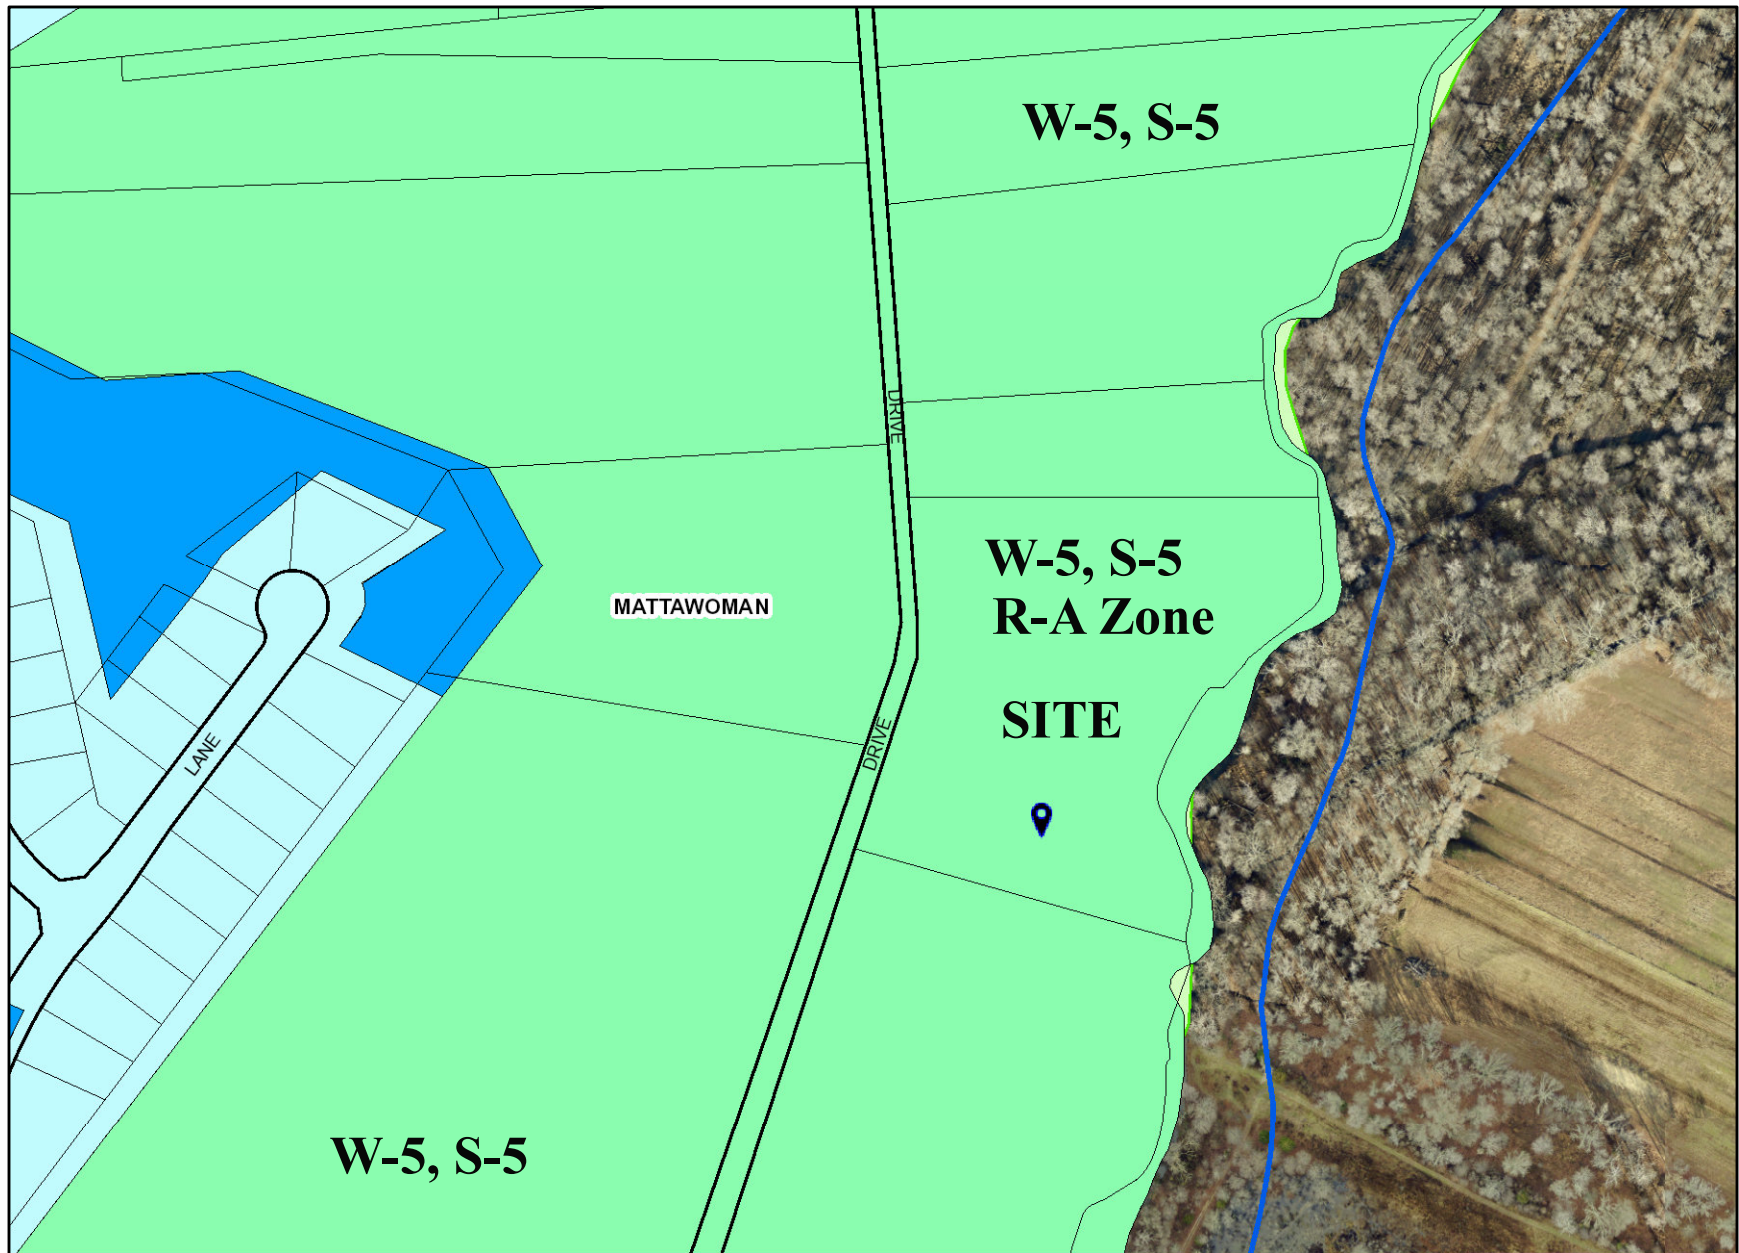 W-5, S-5
DRIVE
W-5, S-5
R-A Zone
MATTAWOMAN
SITE
DRIVE
LANE
W-5, S-5